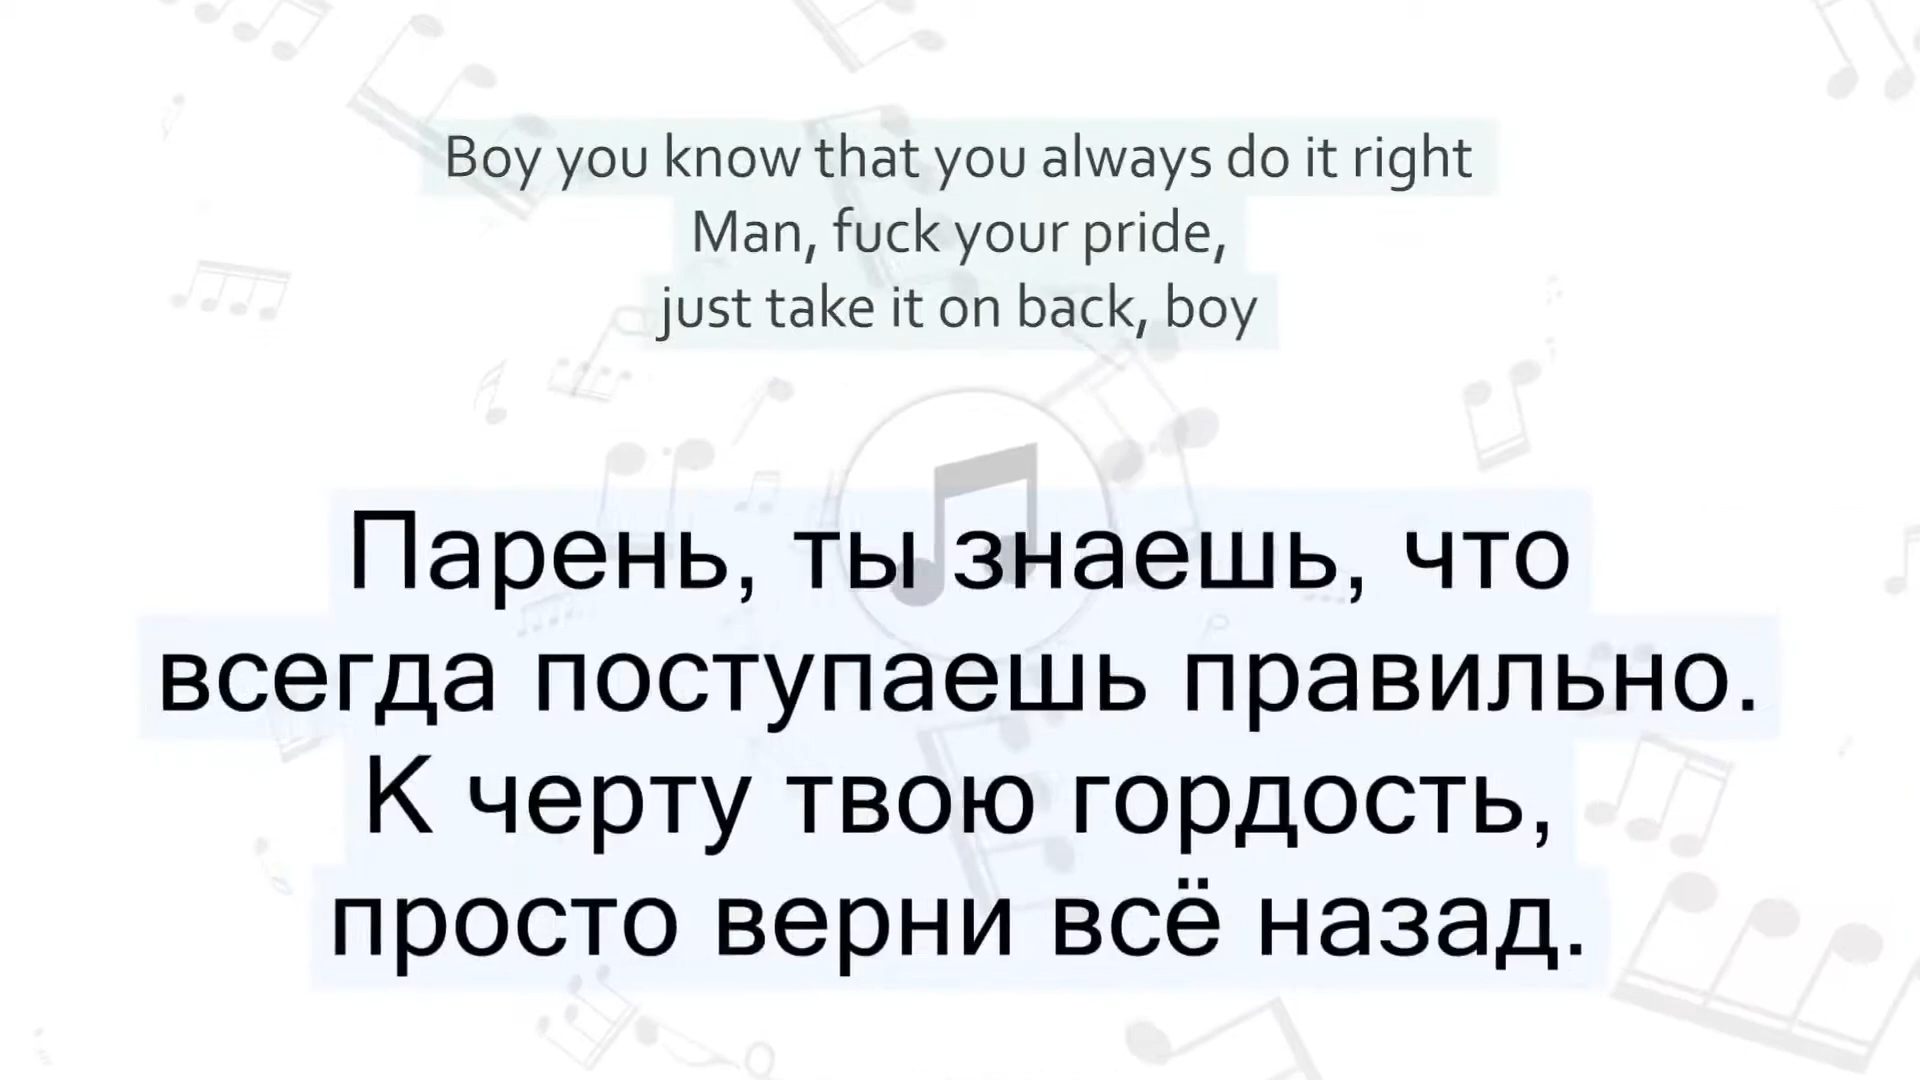 Boy you know that you always do it right
Man, fuck your pride,
just take it on back, boy
Парень, ты знаешь, что
всегда поступаешь правильно.
К черту твою гордость,
просто верни всё назад.